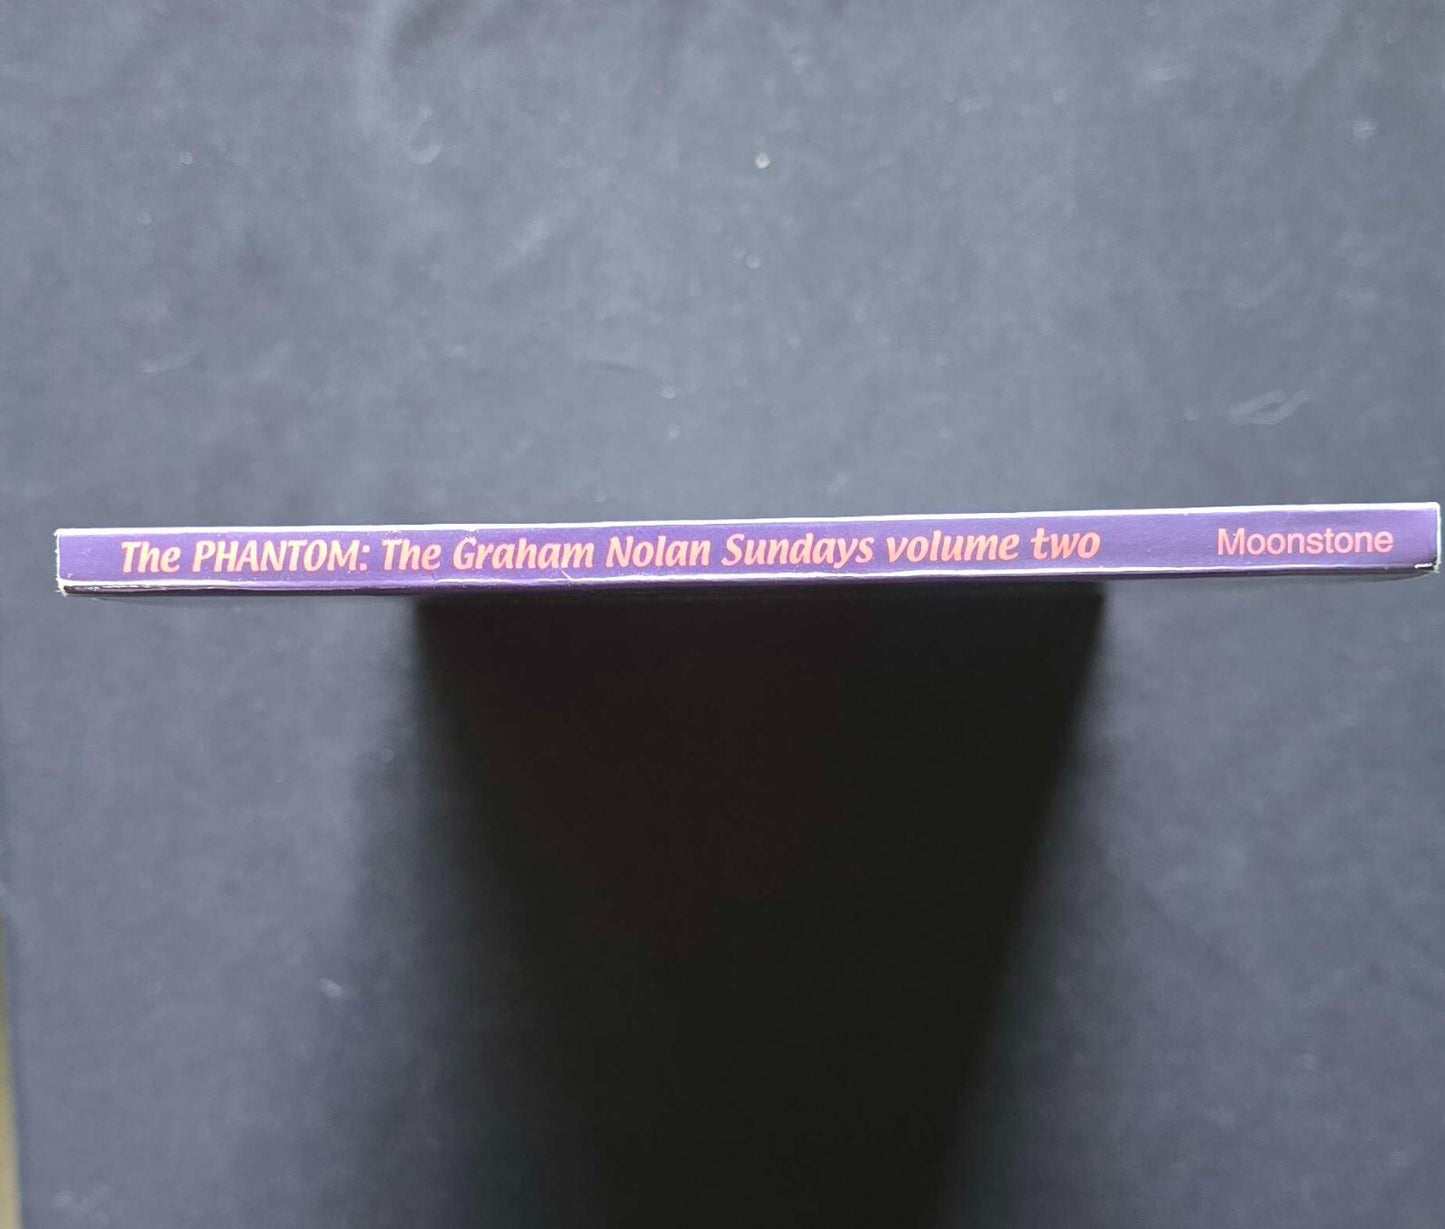 The PHANTOM: The Graham Nolan Sundays volume two Moonstone